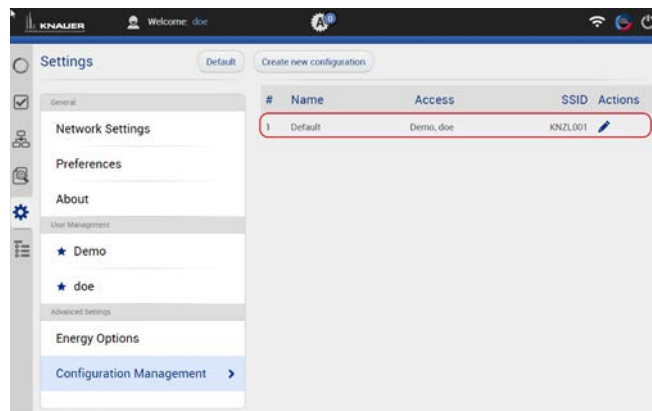 KNAUER
Welcome: doe
0
Settings
Default
Create new configuration
General
Network Settings
Preferences
About
User Management
Demo
doe
Advanced Settings
Energy Options
Configuration Management
# Name Access SSID Actions
1 Default Demo, doe KNZL001